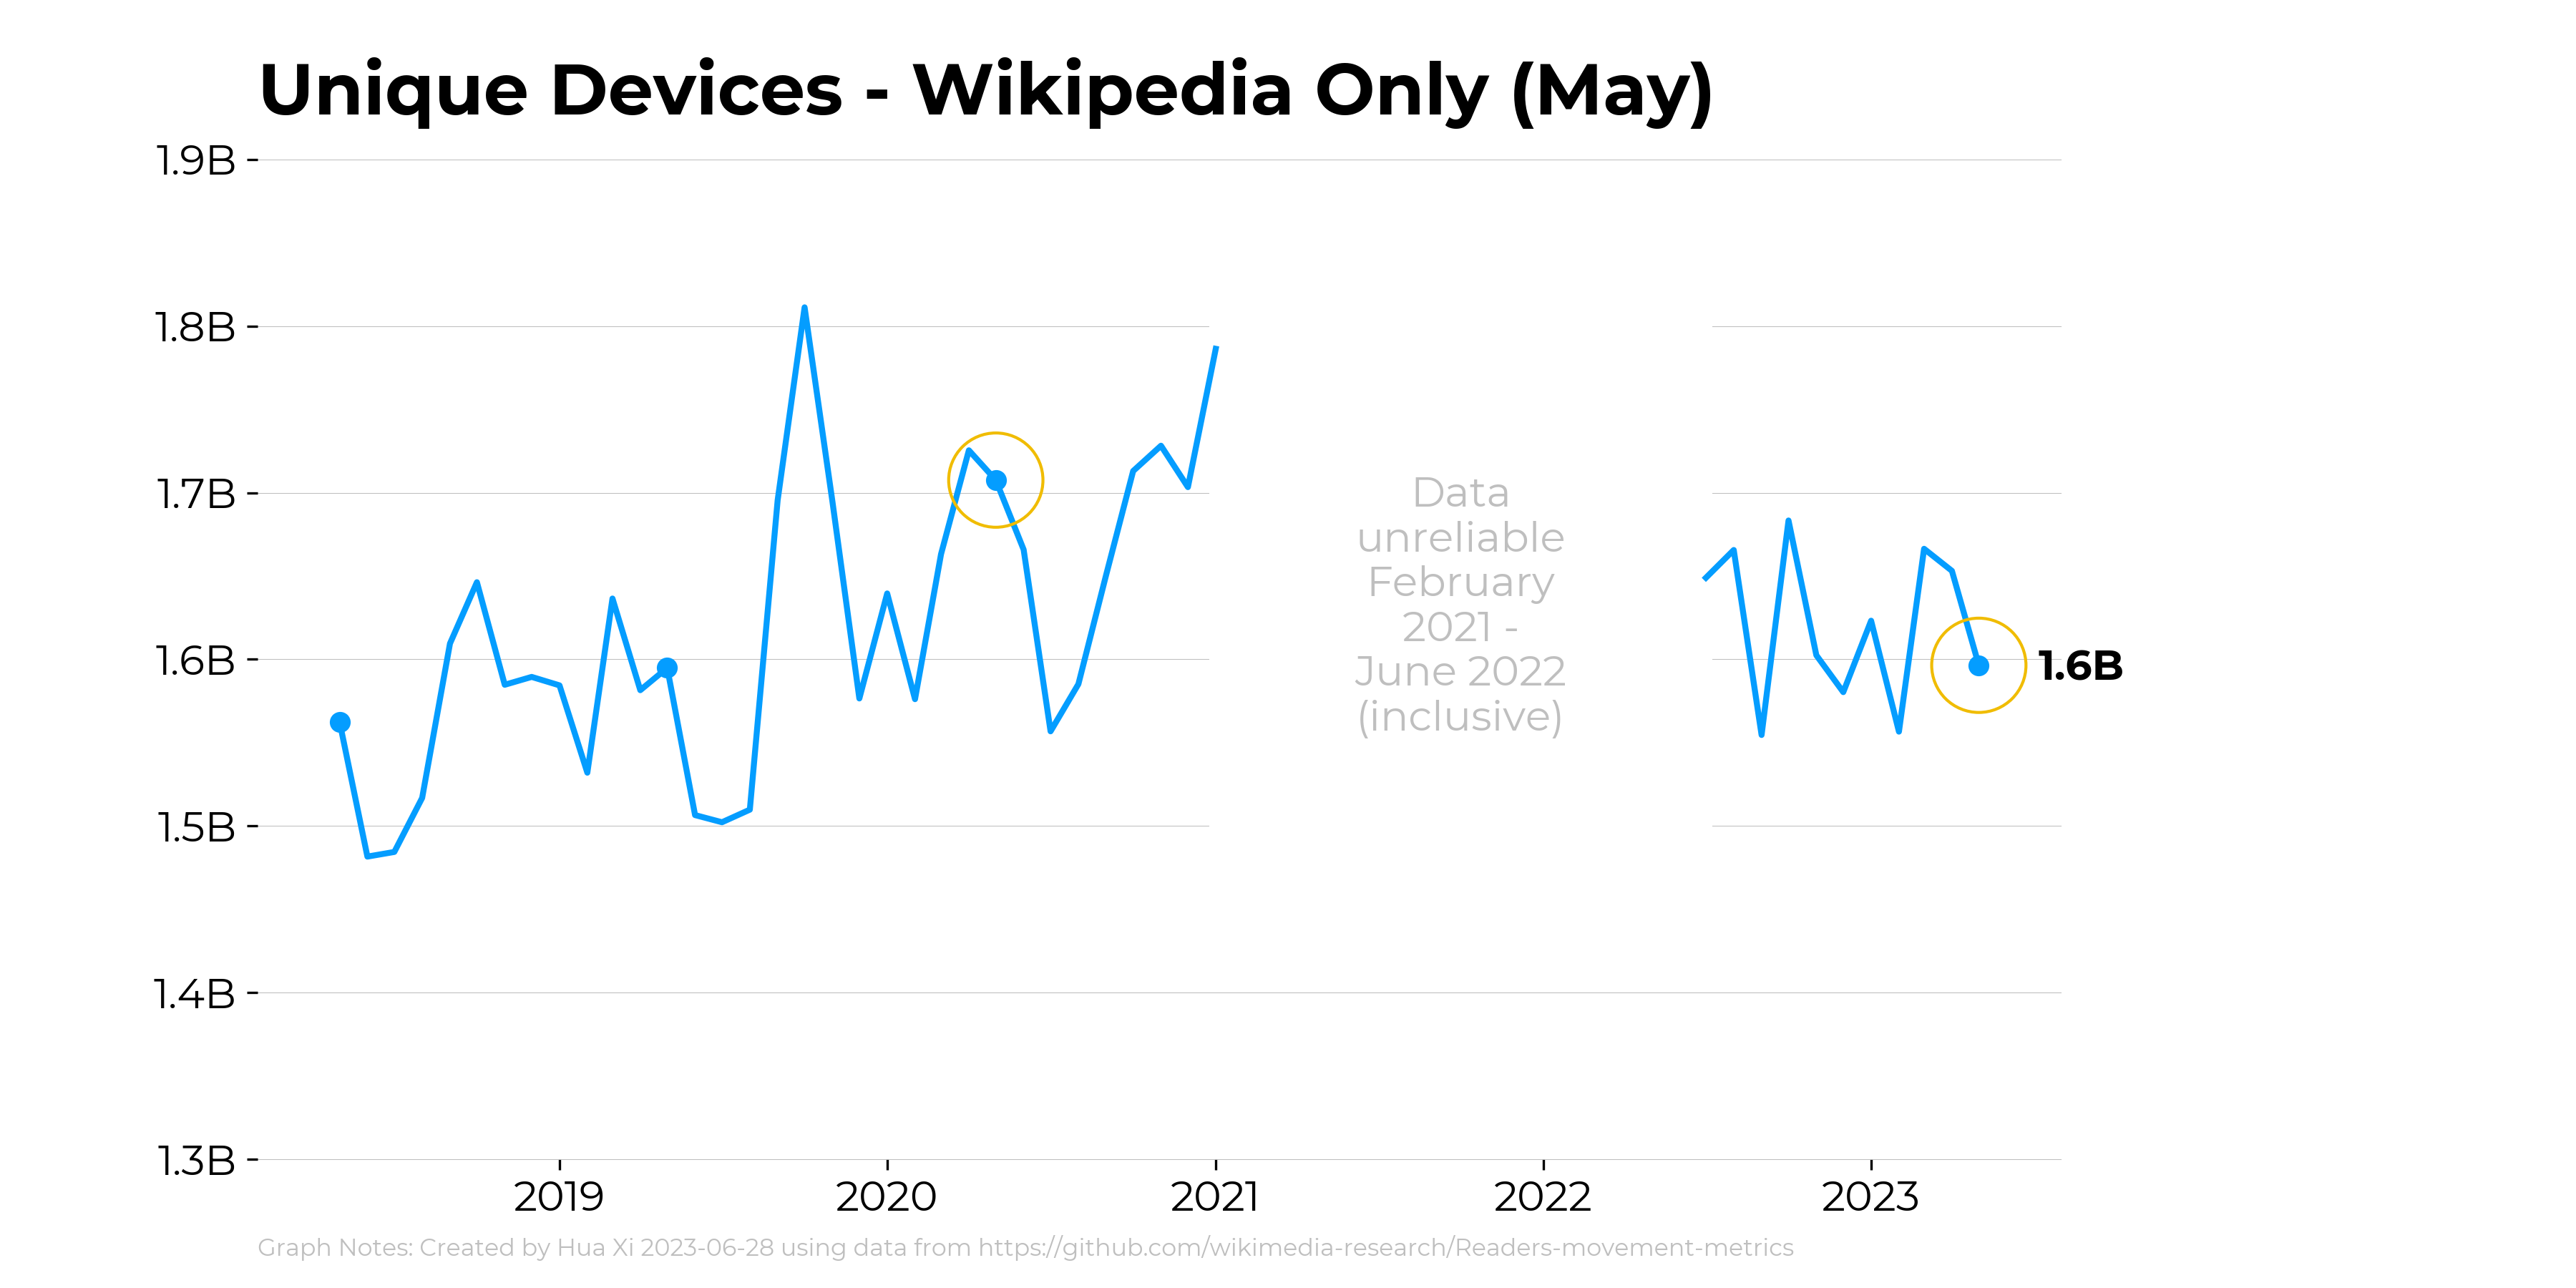 Unique Devices - Wikipedia Only (May)
1.9B
1.8B
1.7B
1.6B
1.5B
1.4B
1.3B
Data
unreliable
February
2021 -
June 2022
(inclusive)
1.6B
2019
2020
2021
2022
2023
Graph Notes: Created by Hua Xi 2023-06-28 using data from https://github.com/wikimedia-research/Readers-movement-metrics